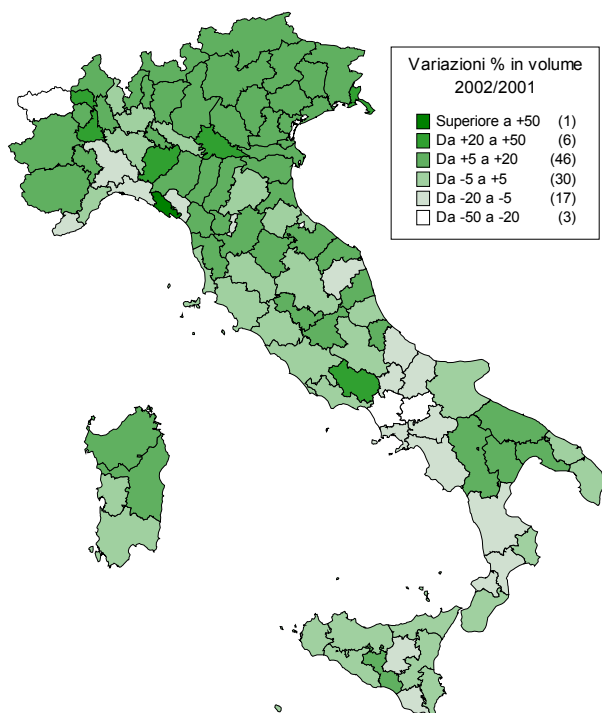 Variazioni % in volume
2002/2001
Superiore a +50 (1)
Da +20 a +50 (6)
Da +5 a +20 (46)
Da -5 a +5 (30)
Da -20 a -5 (17)
Da -50 a -20 (3)